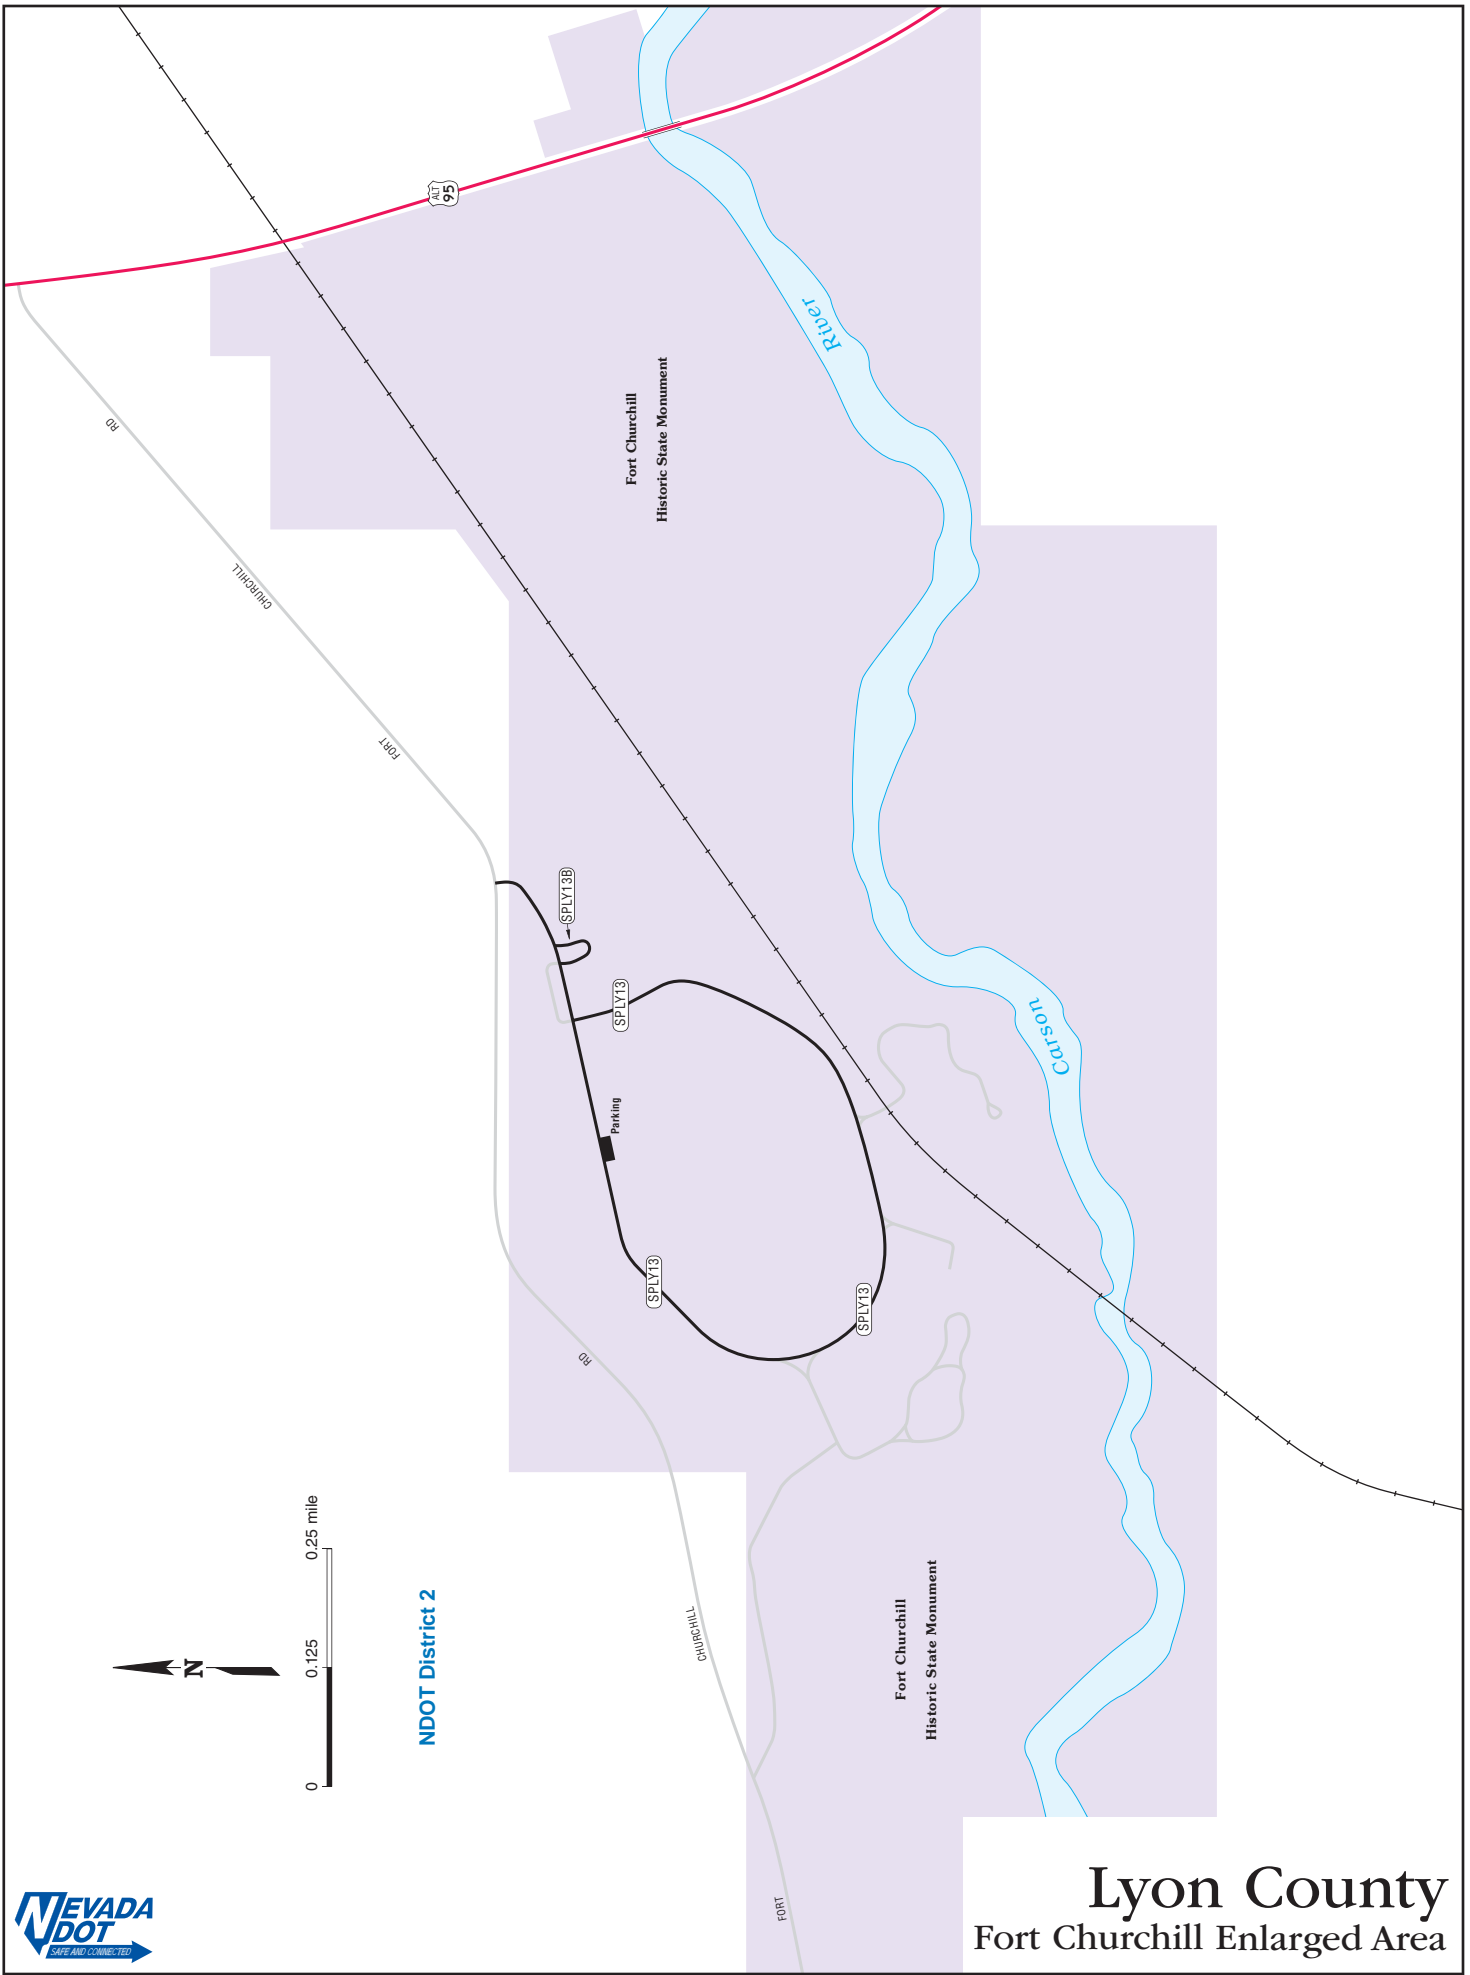 ALT
95
River
RD
Fort Churchill
Historic State Monument
CHURCHILL
FORT
SPLY13B
SPLY13
Carson
Parking
SPLY13
SPLY13
RD
0 0.125 0.25 mile
N
NDOT District 2
CHURCHILL
Fort Churchill
Historic State Monument
FORT
NEVADA
DOT
SAFE AND CONNECTED
Lyon County
Fort Churchill Enlarged Area